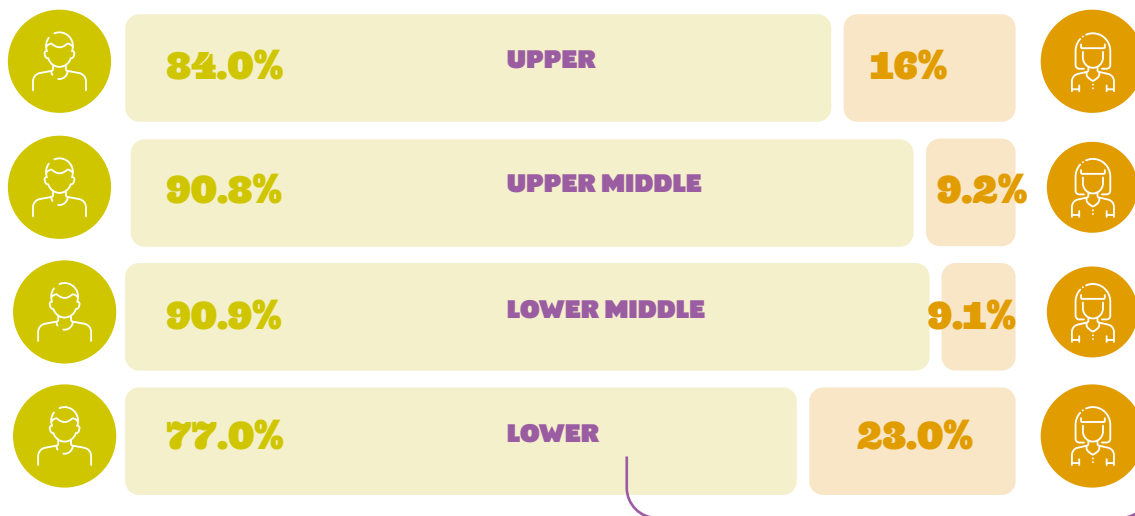 84.0% UPPER 16%
90.8% UPPER MIDDLE 9.2%
90.9% LOWER MIDDLE 9.1%
77.0% LOWER 23.0%